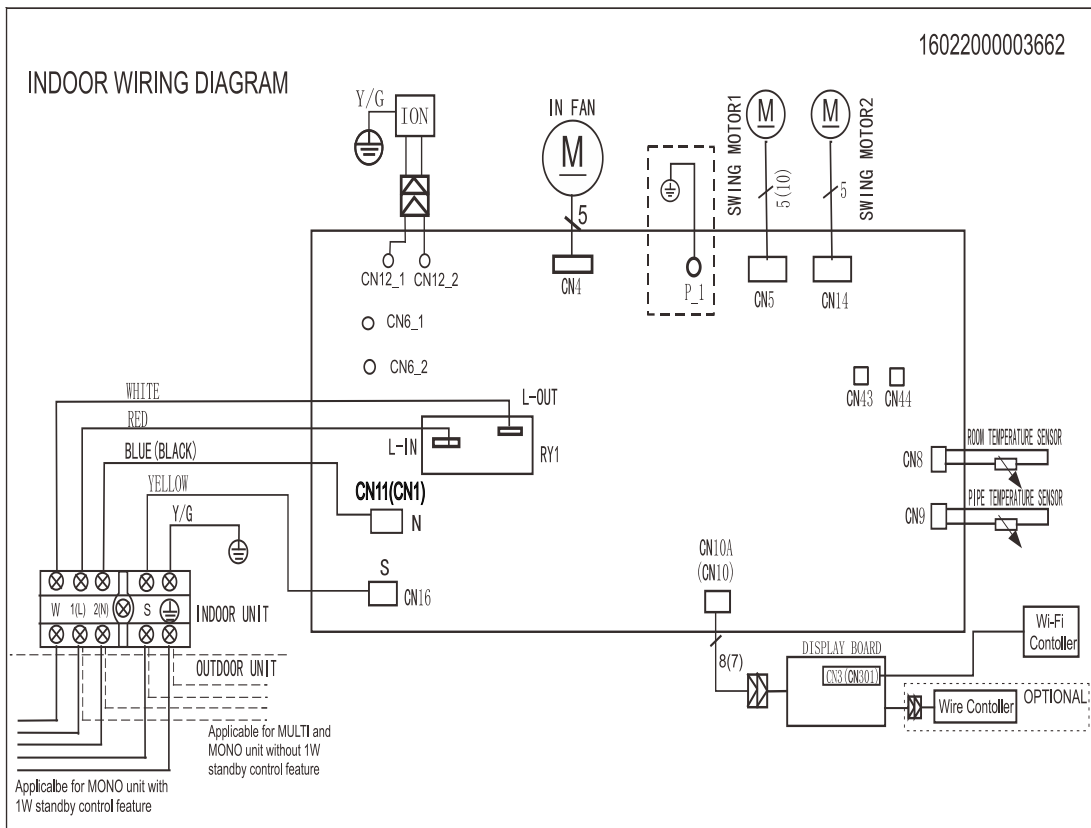 16022000003662
INDOOR WIRING DIAGRAM
Y/G
ION
IN FAN
M
5
SWING MOTOR1
M
5(10)
M
5
SWING MOTOR2
CN12_1
CN12_2
CN4
P_1
CN5
CN14
CN6_1
CN6_2
CN43
CN44
WHITE
L-OUT
RED
L-IN
RY1
BLUE(BLACK)
CN8
ROOM TEMPERATURE SENSOR
YELLOW
CN11(CN1)
N
Y/G
CN9
PIPE TEMPERATURE SENSOR
CN10A
(CN10)
S
CN16
W
1(L)
2(N)
S
INDOOR UNIT
OUTDOOR UNIT
8(7)
DISPLAY BOARD
CN3(CN301)
Wi-Fi
Contoller
Wire Contoller
OPTIONAL
Applicable for MULTI and
MONO unit without 1W
standby control feature
Applicalbe for MONO unit with
1W standby control feature